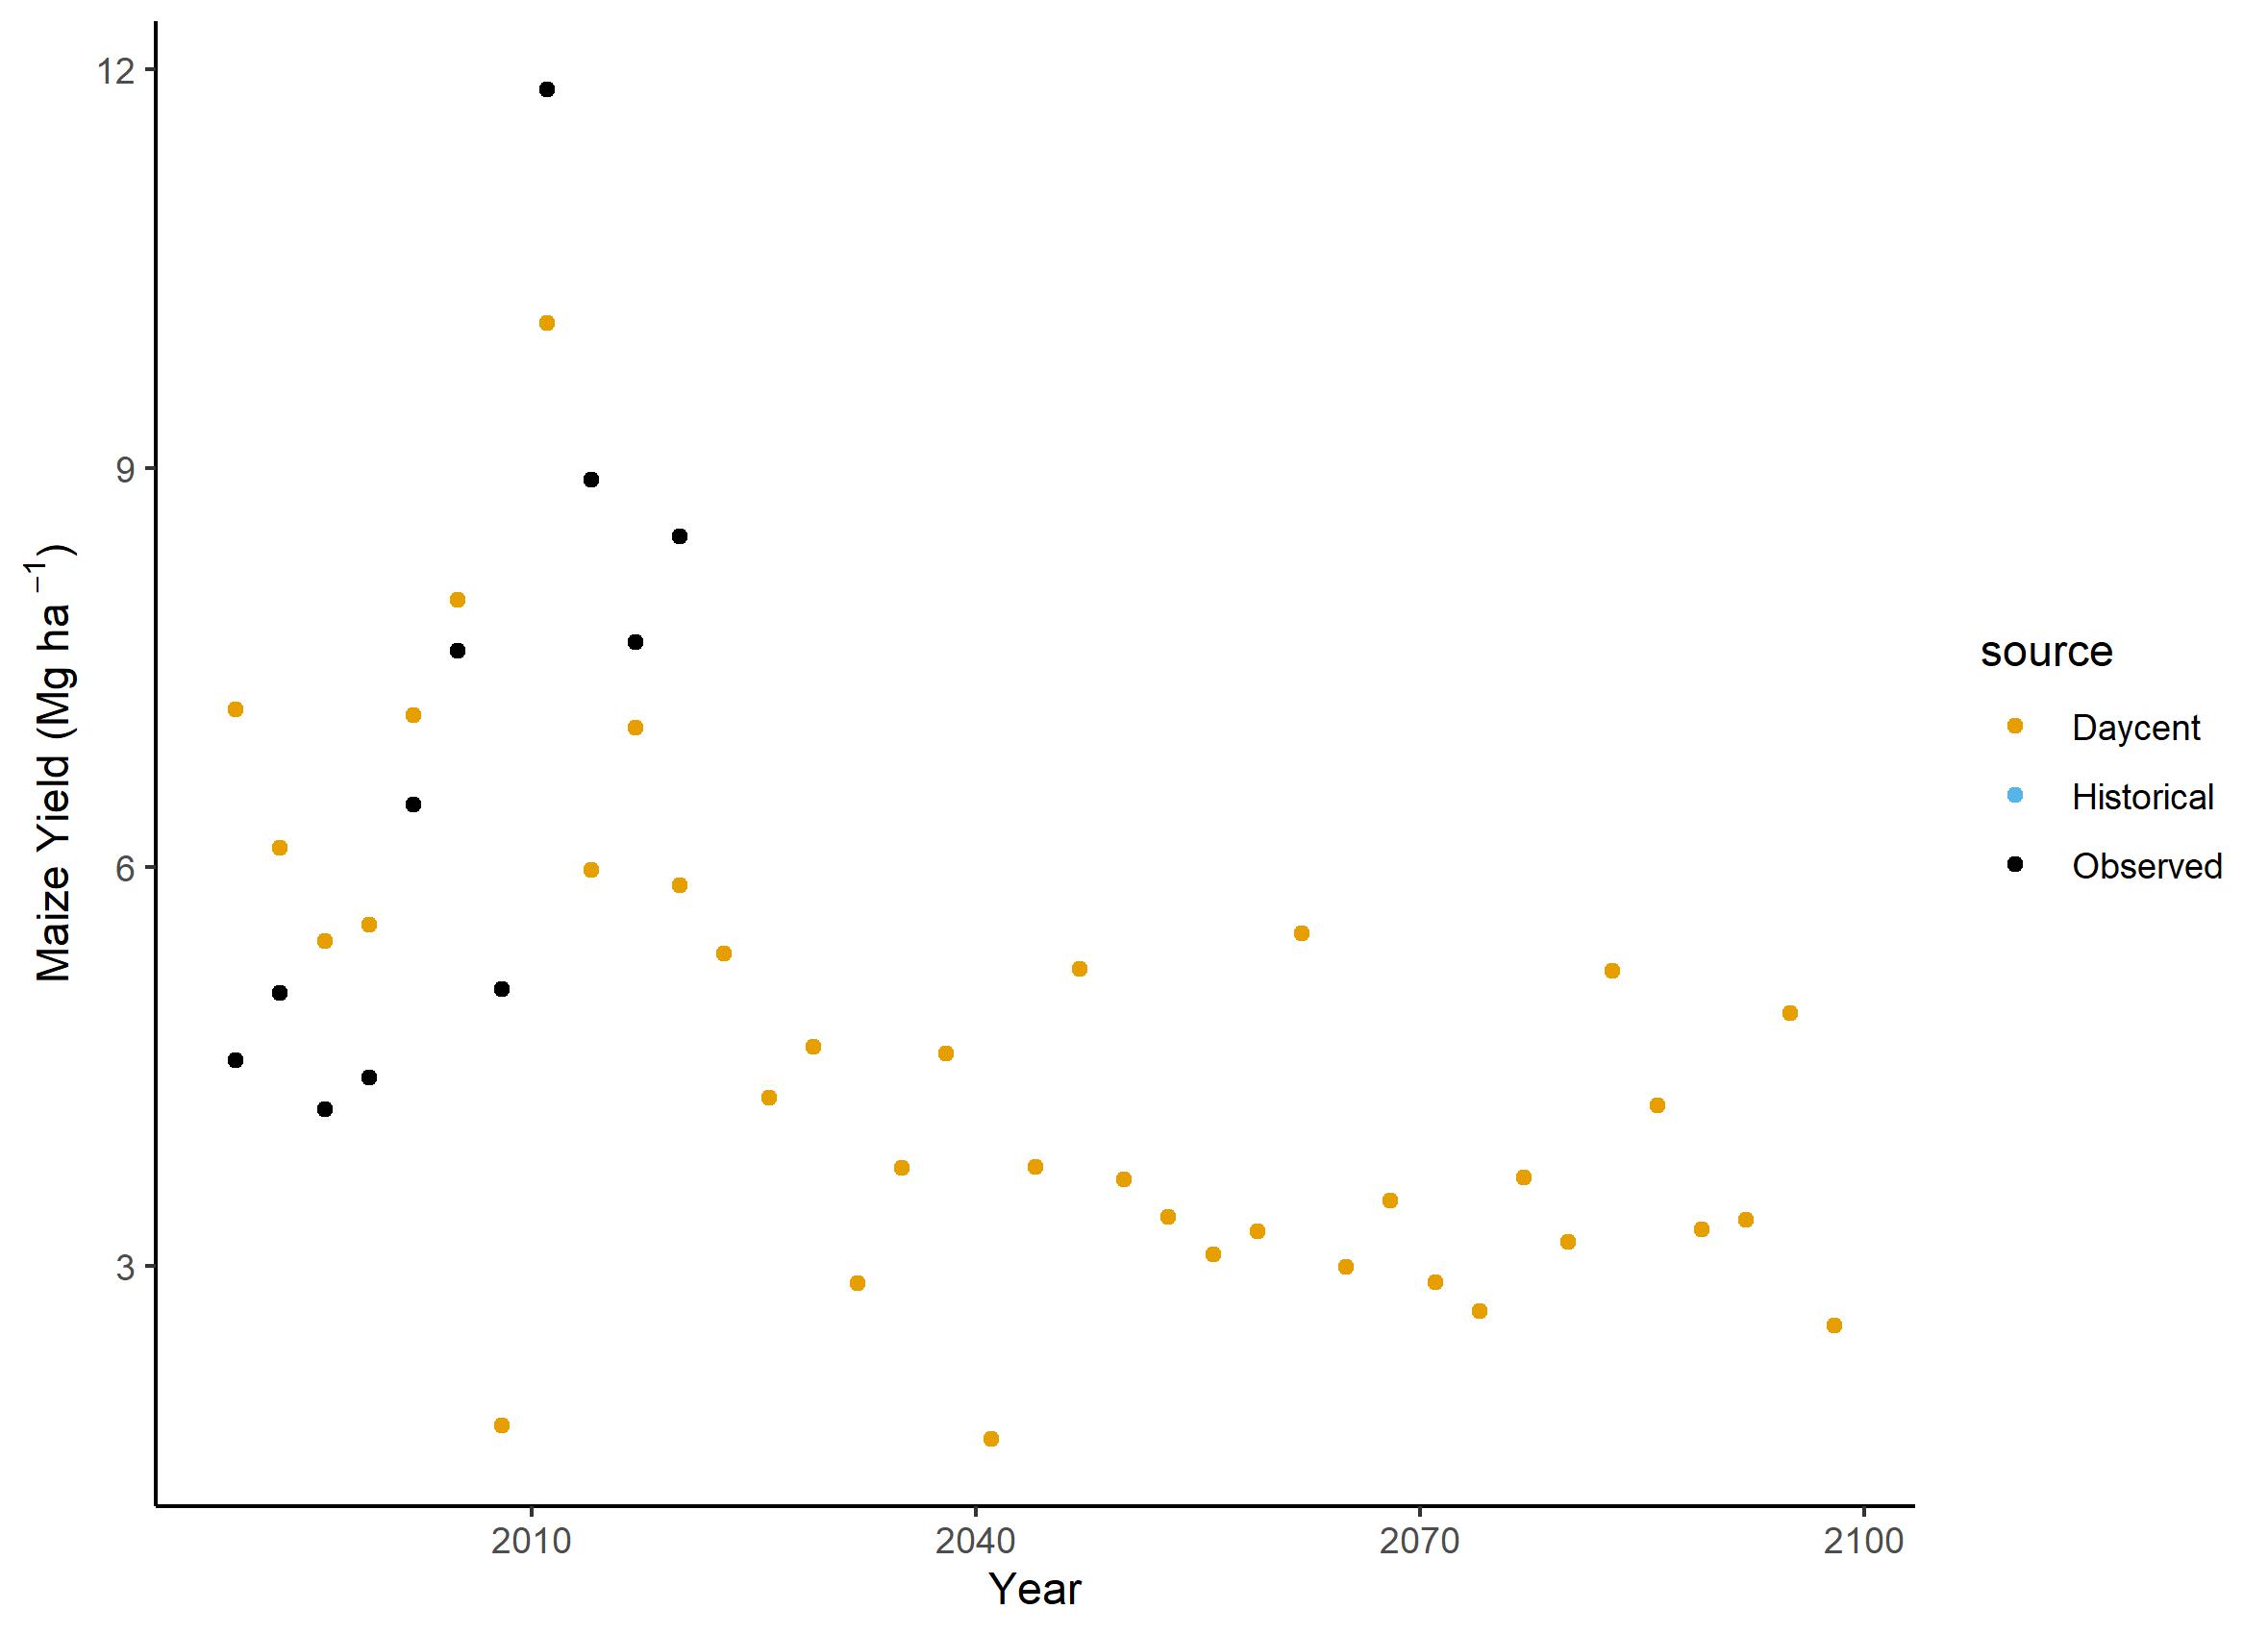 12
9
6
3
Maize Yield (Mg ha⁻¹)
2010
2040
2070
2100
Year
source
Daycent
Historical
Observed